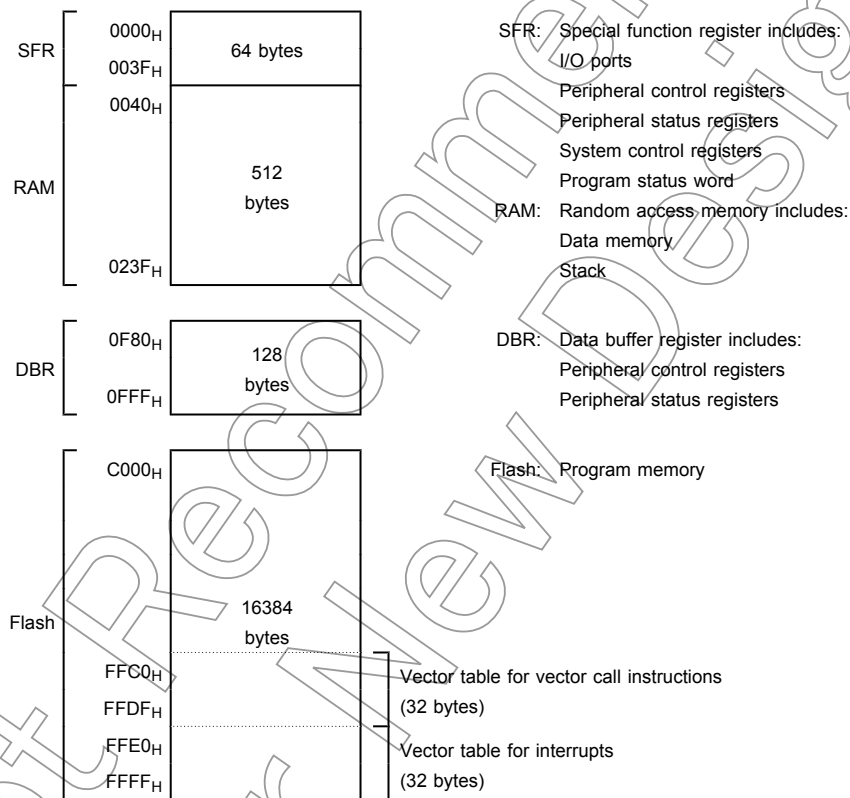 SFR
0000H
003FH
64 bytes
SFR: Special function register includes:
I/O ports
Peripheral control registers
Peripheral status registers
System control registers
Program status word
RAM
0040H
023FH
512
bytes
RAM: Random access memory includes:
Data memory
Stack
DBR
0F80H
0FFFH
128
bytes
DBR: Data buffer register includes:
Peripheral control registers
Peripheral status registers
Flash
C000H
16384
bytes
Flash: Program memory
FFC0H
FFDFH
Vector table for vector call instructions
(32 bytes)
FFE0H
FFFFH
Vector table for interrupts
(32 bytes)
New